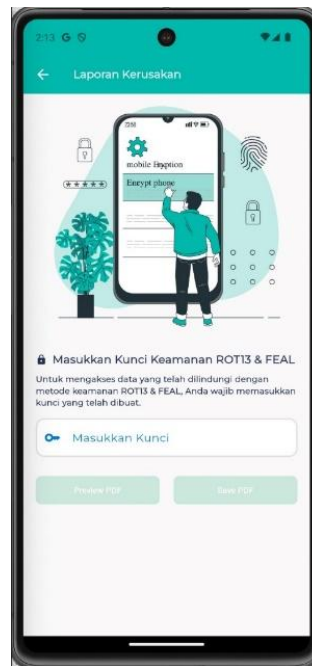 2:13 G
Laporan Kerusakan
mobile
Encrypt phone
Masukkan Kunci Keamanan ROT13 & FEAL
Untuk mengakses data yang telah dilindungi dengan
metode keamanan ROT13 & FEAL, Anda wajib memasukkan
kunci yang telah dibuat.
Masukkan Kunci
Preview PDF
Save PDF